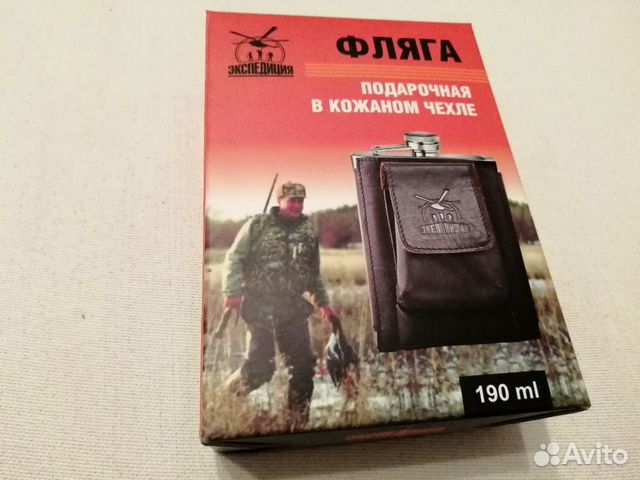 ЭКСПЕДИЦИЯ
ФЛЯГА
ПОДАРОЧНАЯ
В КОЖАНОМ ЧЕХЛЕ
ЭКСПЕДИЦИЯ
190 ml
Avito